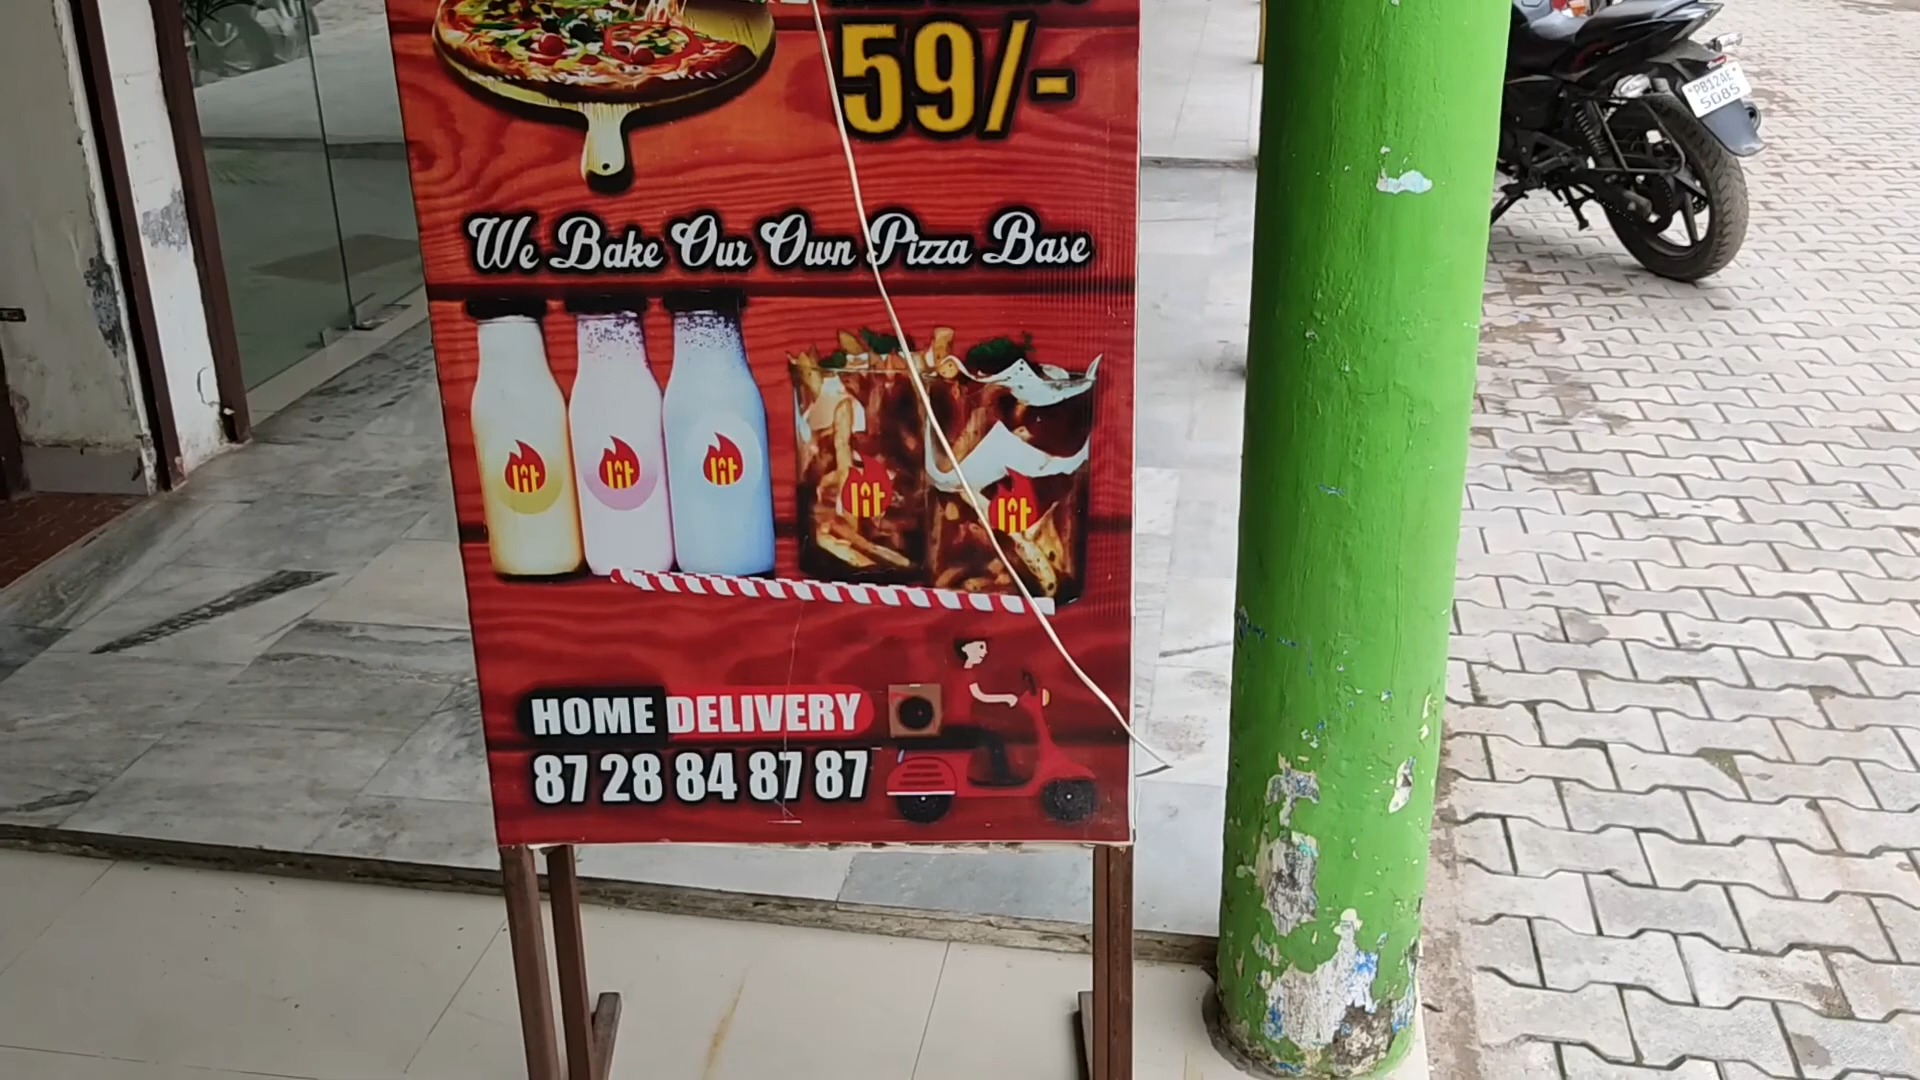 59/-
PB12AE
5085
We Bake Our Own Pizza Base
lit
lit
lit
lit
lit
HOME DELIVERY
87 28 84 87 87